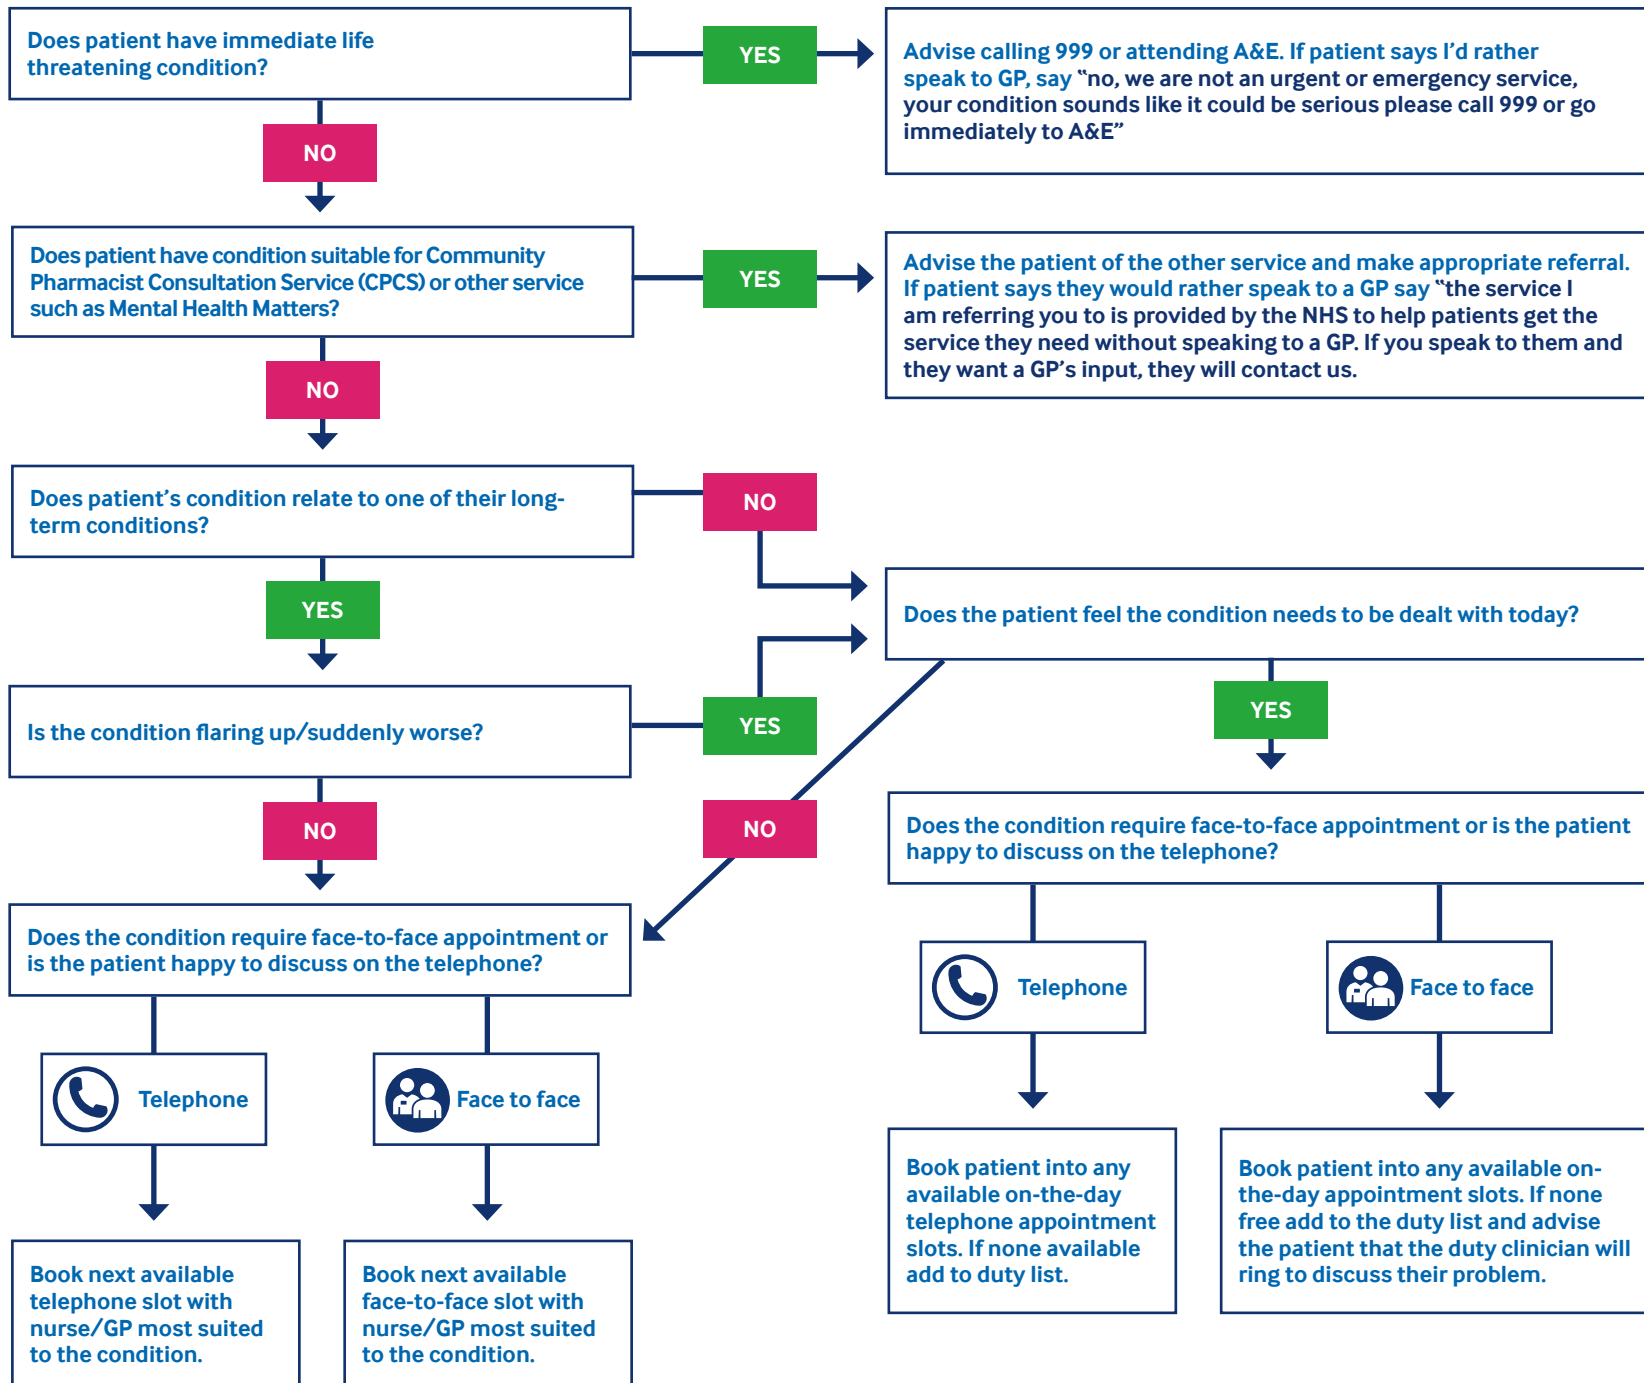 Does patient have immediate life
threatening condition?
YES
Advise calling 999 or attending A&E. If patient says I’d rather
speak to GP, say “no, we are not an urgent or emergency service,
your condition sounds like it could be serious please call 999 or go
immediately to A&E”
NO
Does patient have condition suitable for Community
Pharmacist Consultation Service (CPCS) or other service
such as Mental Health Matters?
YES
Advise the patient of the other service and make appropriate referral.
If patient says they would rather speak to a GP say “the service I
am referring you to is provided by the NHS to help patients get the
service they need without speaking to a GP. If you speak to them and
they want a GP’s input, they will contact us.
NO
Does patient’s condition relate to one of their long-
term conditions?
NO
YES
Does the patient feel the condition needs to be dealt with today?
Is the condition flaring up/suddenly worse?
YES
YES
NO
NO
Does the condition require face-to-face appointment or is the patient
happy to discuss on the telephone?
Does the condition require face-to-face appointment or
is the patient happy to discuss on the telephone?
Telephone
Face to face
Telephone
Face to face
Book patient into any
available on-the-day
telephone appointment
slots. If none available
add to duty list.
Book patient into any available on-
the-day appointment slots. If none
free add to the duty list and advise
the patient that the duty clinician will
ring to discuss their problem.
Book next available
telephone slot with
nurse/GP most suited
to the condition.
Book next available
face-to-face slot with
nurse/GP most suited
to the condition.